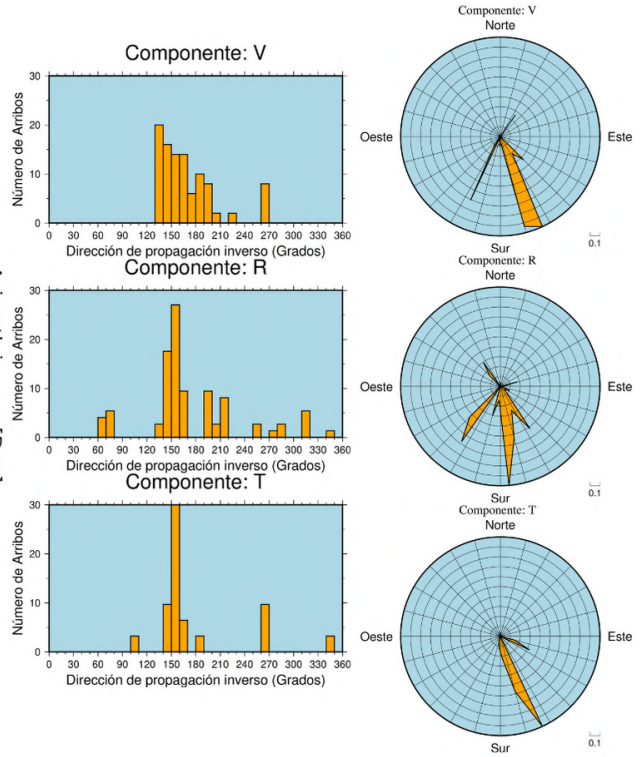 Componente: V
30
20
10
0
Número de Arribos
0 30 60 90 120 150 180 210 240 270 300 330 360
Dirección de propagación inverso (Grados)
Componente: V
Norte
Oeste
Este
Sur
0.1
Componente: R
30
20
10
0
Número de Arribos
0 30 60 90 120 150 180 210 240 270 300 330 360
Dirección de propagación inverso (Grados)
Componente: R
Norte
Oeste
Este
Sur
0.1
Componente: T
30
20
10
0
Número de Arribos
0 30 60 90 120 150 180 210 240 270 300 330 360
Dirección de propagación inverso (Grados)
Componente: T
Norte
Oeste
Este
Sur
0.1